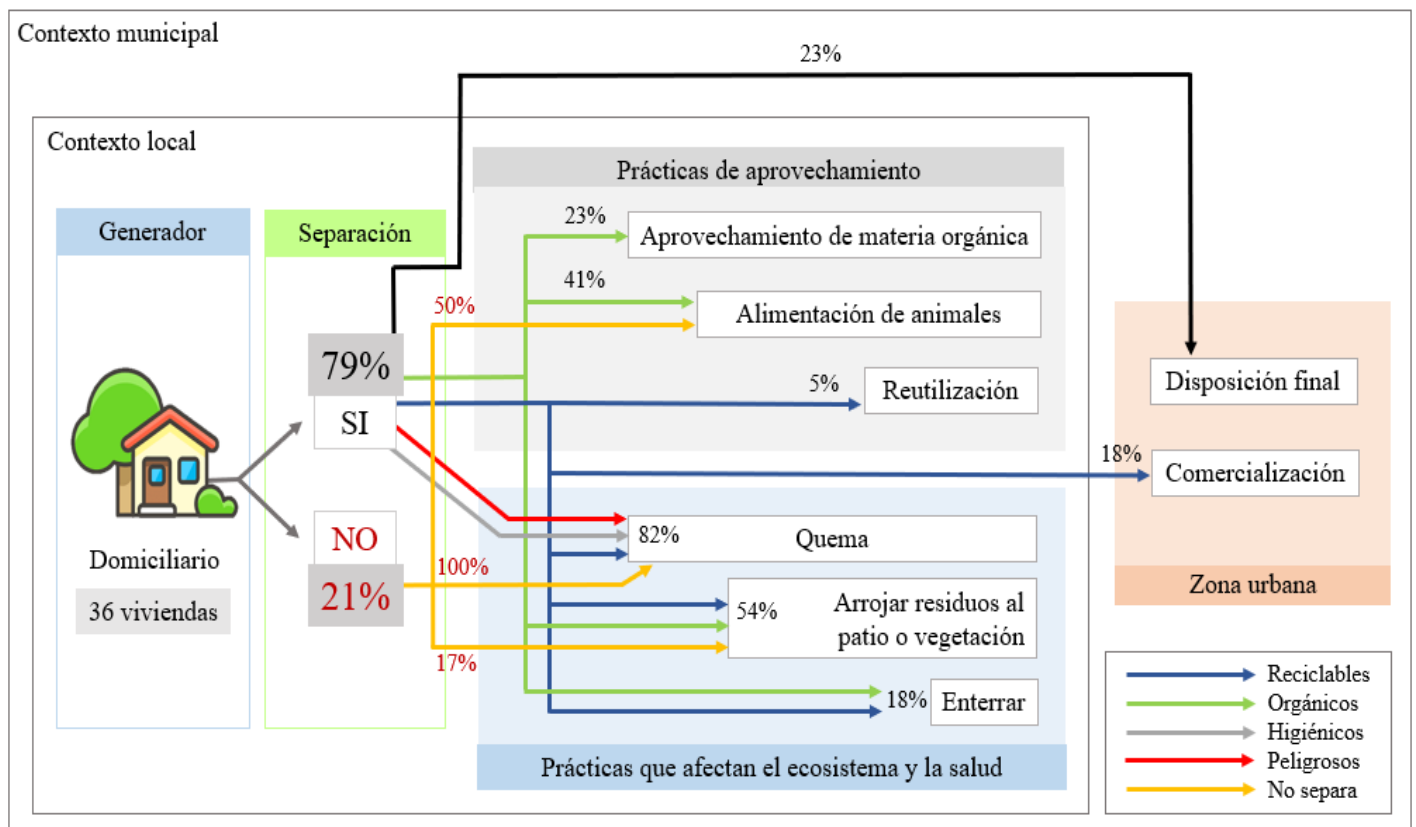 Contexto municipal
23%
Contexto local
Prácticas de aprovechamiento
Generador
Separación
23%
Aprovechamiento de materia orgánica
41%
Alimentación de animales
50%
79%
SI
5%
Reutilización
Disposición final
18%
Comercialización
NO
21%
100%
82%
Quema
Domiciliario
36 viviendas
Zona urbana
54%
Arrojar residuos al
patio o vegetación
17%
18%
Enterrar
Prácticas que afectan el ecosistema y la salud
Reciclables
Orgánicos
Higiénicos
Peligrosos
No separa